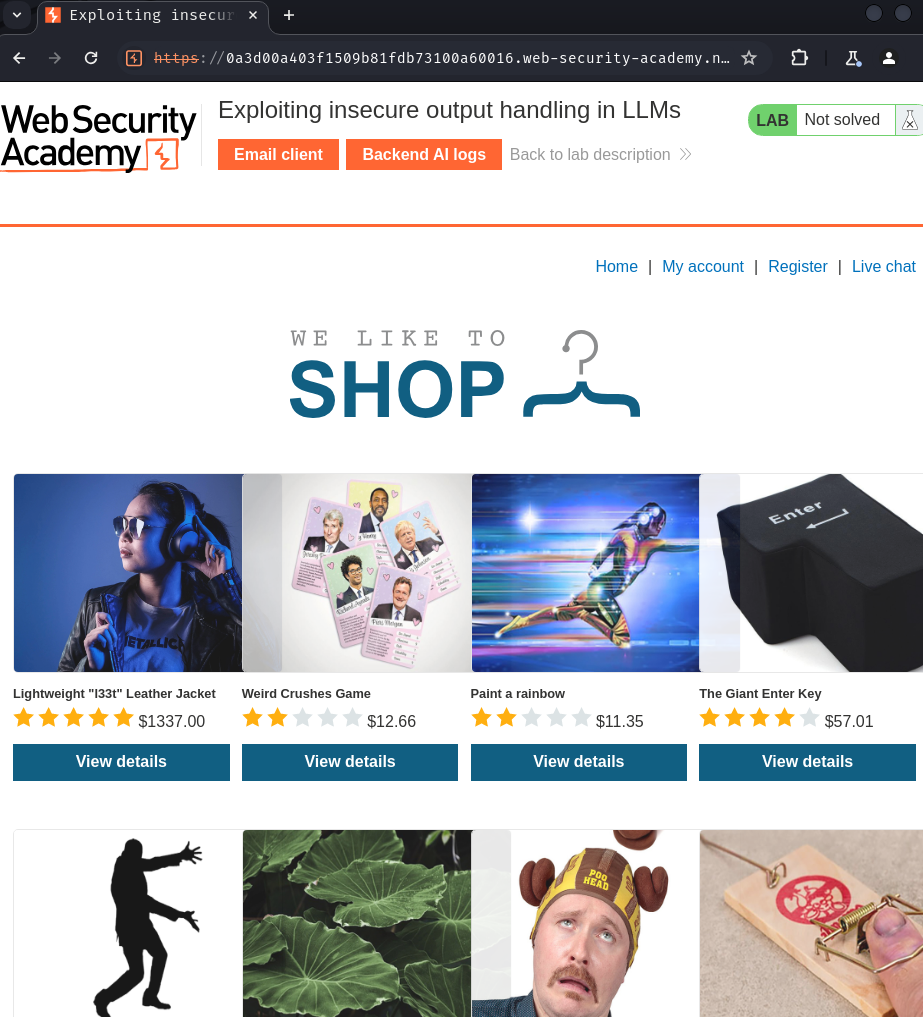 Exploiting insecur
https://0a3d00a403f1509b81fdb73100a60016.web-security-academy.n…
Web Security
Academy
Exploiting insecure output handling in LLMs
LAB Not solved
Email client Backend AI logs Back to lab description
Home | My account | Register | Live chat
WE LIKE TO
SHOP
Enter
METALLICA
Lightweight "l33t" Leather Jacket Weird Crushes Game Paint a rainbow The Giant Enter Key
$1337.00 $12.66 $11.35 $57.01
View details View details View details View details
POO
HEAD